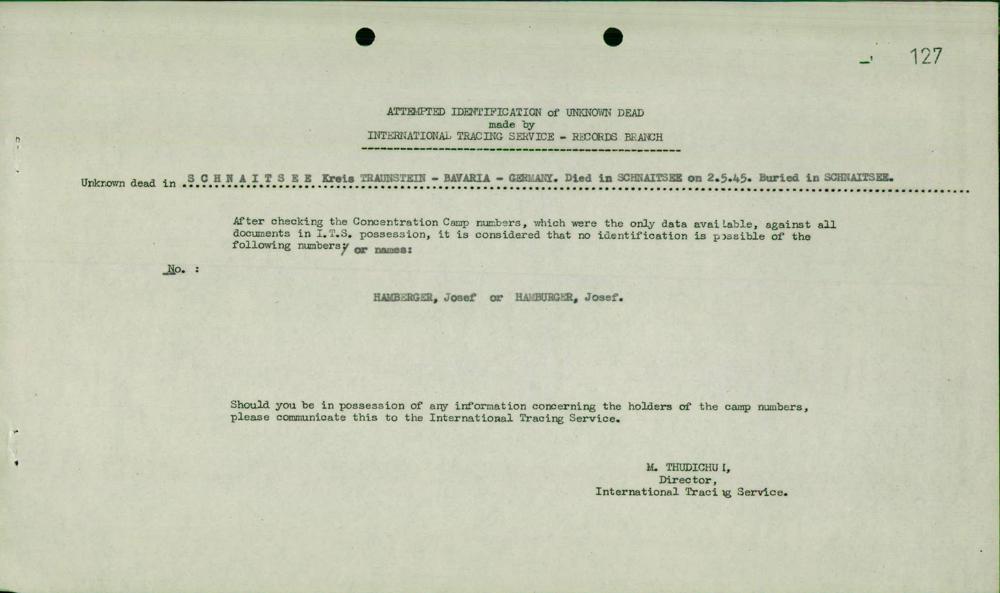 127
ATTEMPTED IDENTIFICATION of UNKNOWN DEAD
made by
INTERNATIONAL TRACING SERVICE - RECORDS BRANCH
Unknown dead in S C H N A I T S E E Kreis TRAUNSTEIN - BAVARIA - GERMANY. Died in SCHNAITSEE on 2.5.45. Buried in SCHNAITSEE.
After checking the Concentration Camp numbers, which were the only data available, against all
documents in I.T.S. possession, it is considered that no identification is possible of the
following numbers; or names:
No. :
HAMBERGER, Josef or HAMBURGER, Josef.
Should you be in possession of any information concerning the holders of the camp numbers,
please communicate this to the International Tracing Service.
M. THUDICHUM,
Director,
International Tracing Service.